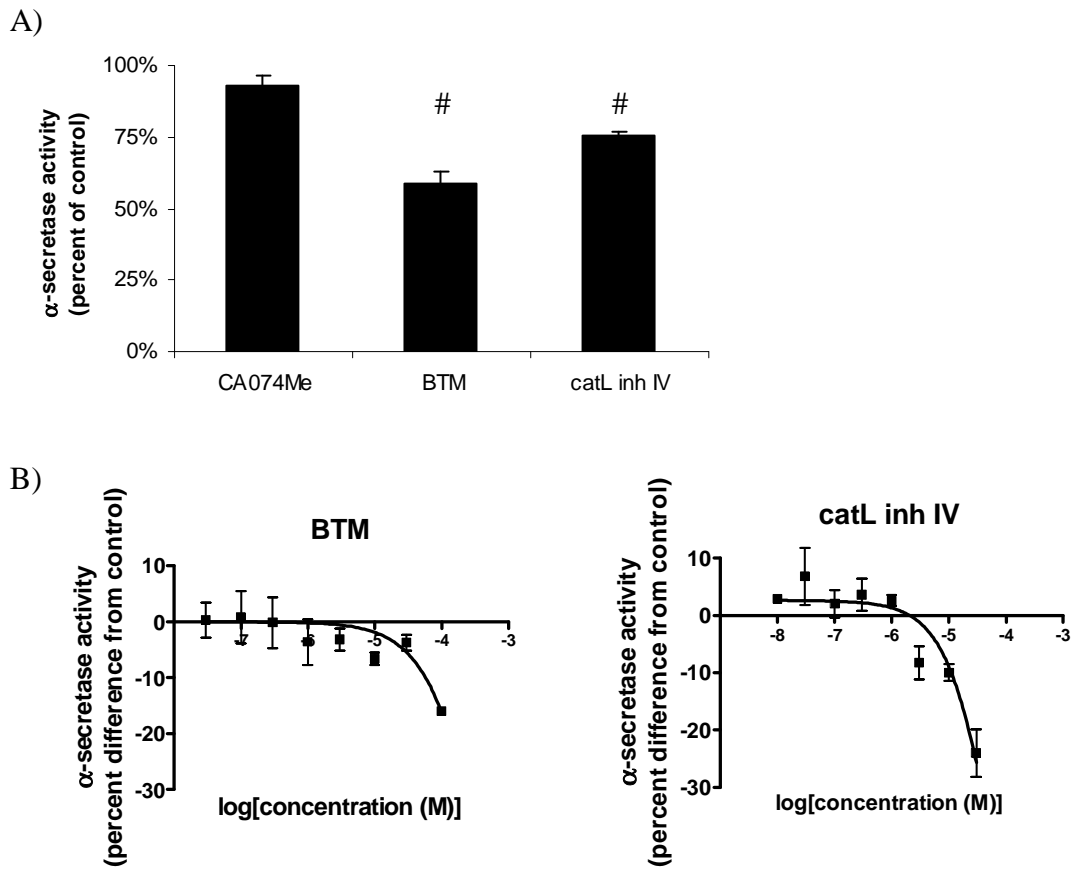 A)
α-secretase activity
(percent of control)
100%
75%
50%
25%
0%
# #
CA074Me BTM catL inh IV
B)
BTM
α-secretase activity
(percent difference from control)
10
0
-10
-20
-30
-7 -6 -5 -4 -3
log[concentration (M)]
catL inh IV
α-secretase activity
(percent difference from control)
10
0
-10
-20
-30
-8 -7 -6 -5 -4 -3
log[concentration (M)]